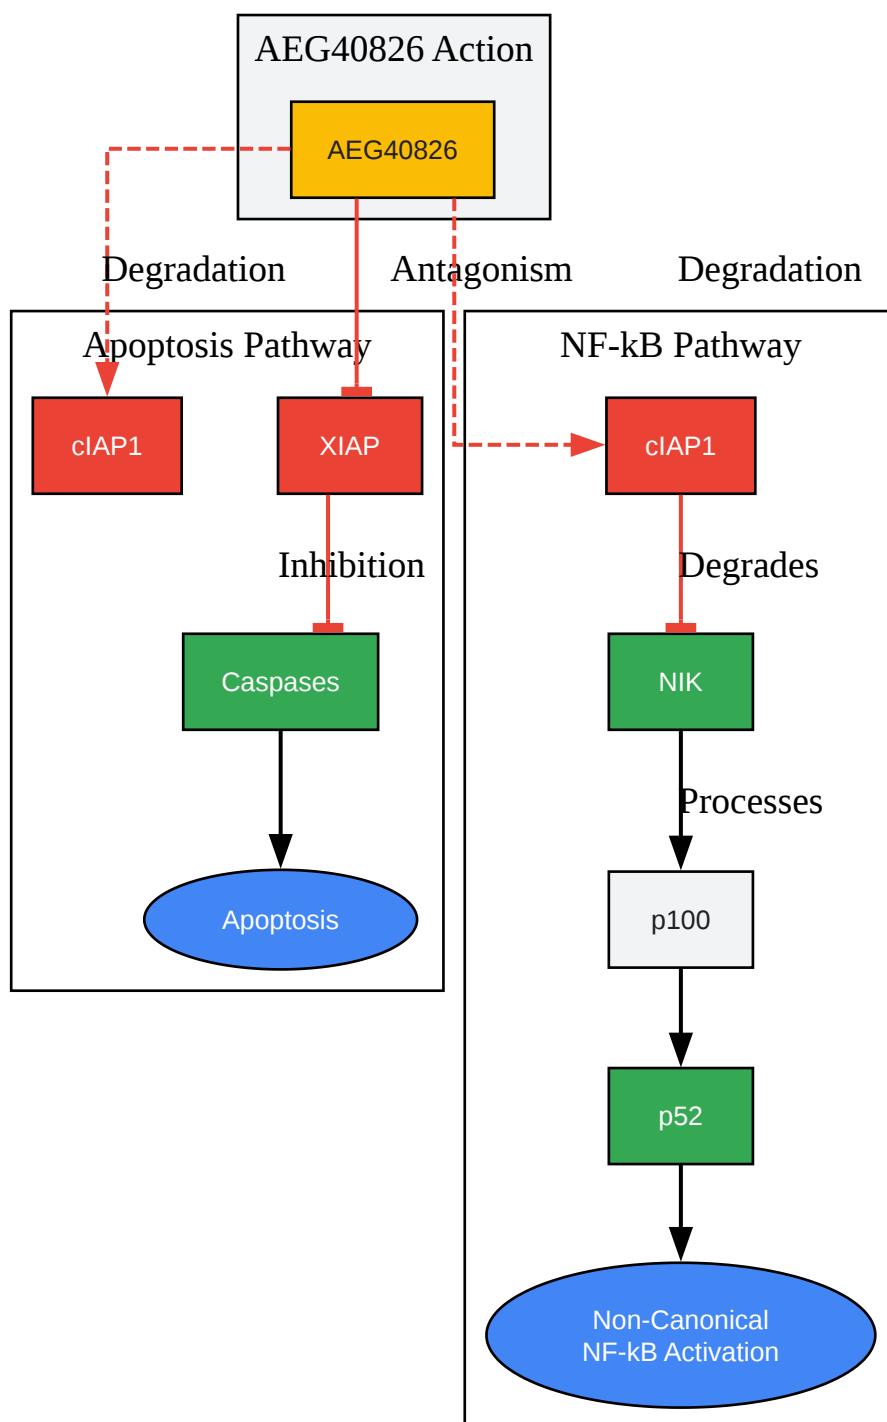 AEG40826 Action
AEG40826
Degradation
Antagonism
Degradation
Apoptosis Pathway
NF-kB Pathway
cIAP1
XIAP
cIAP1
Inhibition
Degrades
Caspases
NIK
Processes
Apoptosis
p100
p52
Non-Canonical
NF-kB Activation